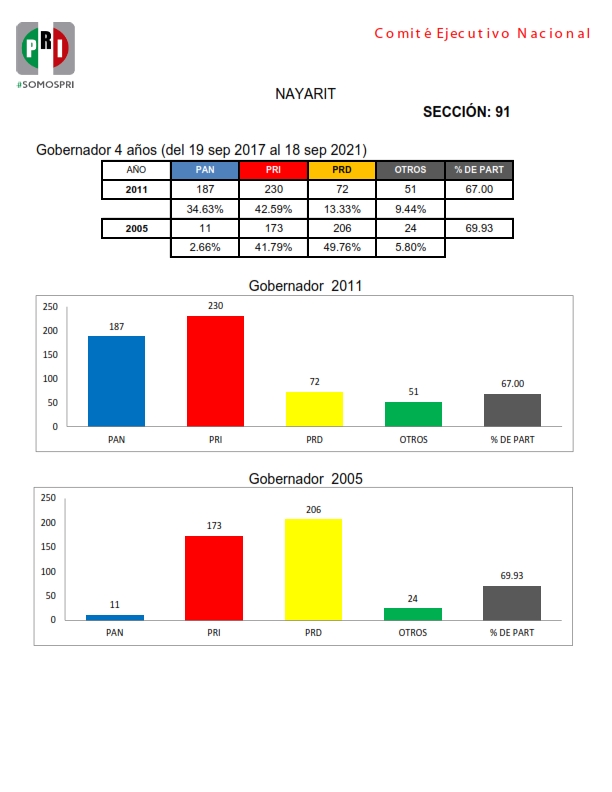 PRI
#SOMOSPRI
Comité Ejecutivo Nacional
NAYARIT
SECCIÓN: 91
Gobernador 4 años (del 19 sep 2017 al 18 sep 2021)
AÑO PAN PRI PRD OTROS % DE PART
2011 187 230 72 51 67.00
34.63% 42.59% 13.33% 9.44%
2005 11 173 206 24 69.93
2.66% 41.79% 49.76% 5.80%
Gobernador 2011
250
200
150
100
50
0
187 230 72 51 67.00
PAN PRI PRD OTROS % DE PART
Gobernador 2005
250
200
150
100
50
0
11 173 206 24 69.93
PAN PRI PRD OTROS % DE PART